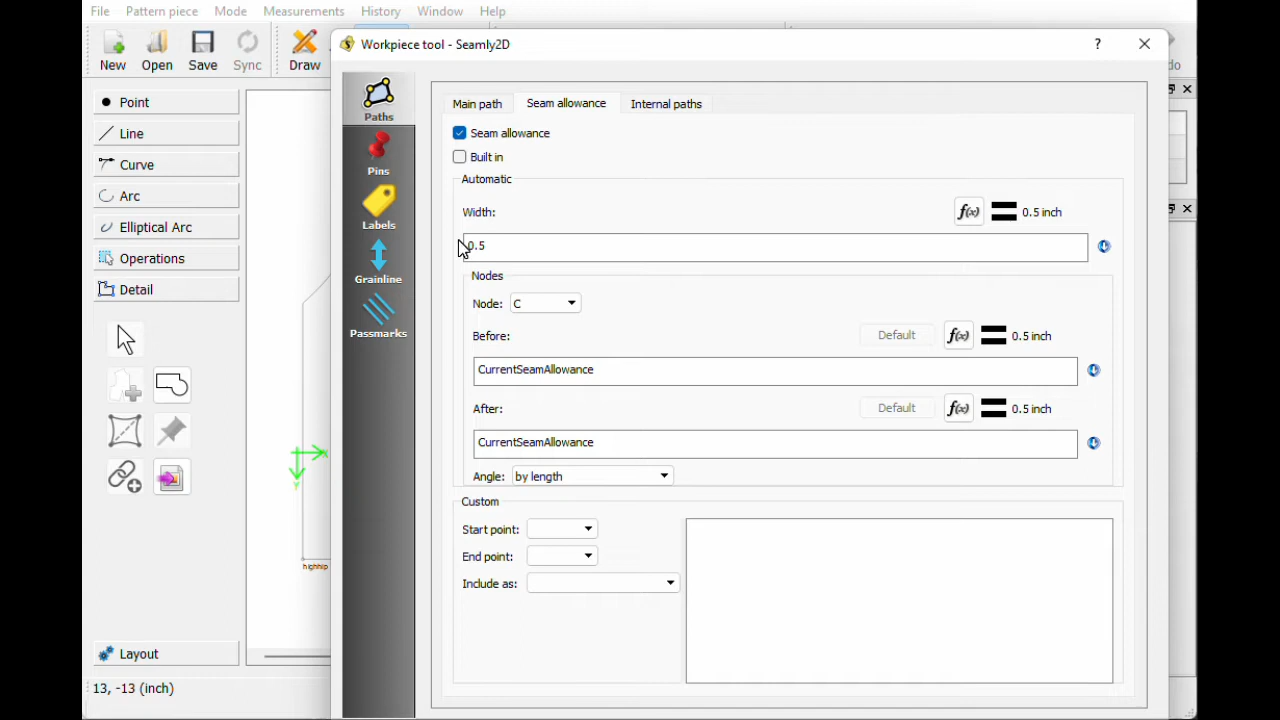 File Pattern piece Mode Measurements History Window Help
Workpiece tool - Seamly2D
?
New Open Save Sync Draw
Point
Line
Curve
Arc
Elliptical Arc
Operations
Detail
Layout
13, -13 (inch)
Paths
Pins
Labels
Grainline
Passmarks
Main path Seam allowance Internal paths
Seam allowance
Built in
Automatic
Width: f(x) 0.5 inch
0.5
Nodes
Node: C
Before: Default f(x) 0.5 inch
CurrentSeamAllowance
After: Default f(x) 0.5 inch
CurrentSeamAllowance
Angle: by length
Custom
Start point:
End point:
Include as:
highhip
Y